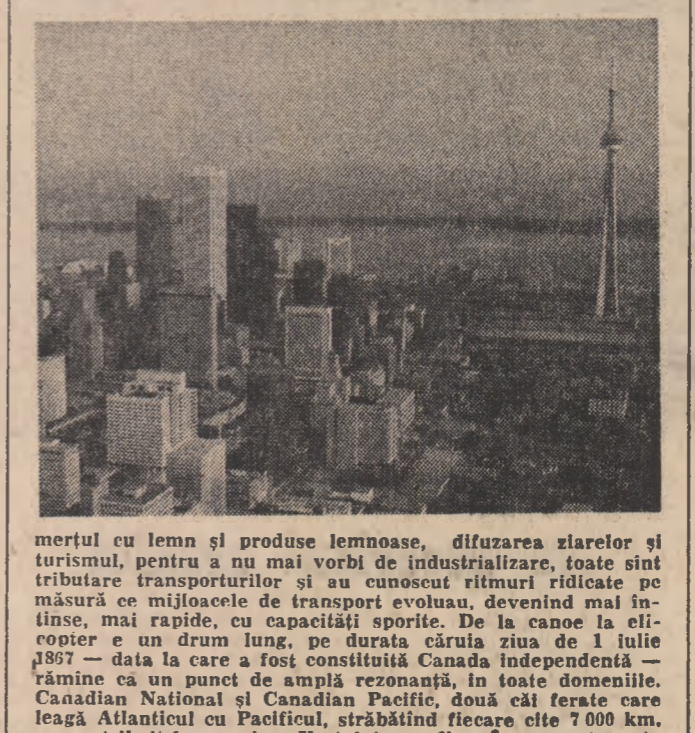 merțul cu lemn și produse lemnoase, difuzarea ziarelor și
turismul, pentru a nu mai vorbi de industrializare, toate sint
tributare transporturilor și au cunoscut ritmuri ridicate pe
măsură ce mijloacele de transport evoluau, devenind mai în-
tinse, mai rapide, cu capacități sporite. De la canoe la eli-
copter e un drum lung, pe durata căruia ziua de 1 iulie
1867 — data la care a fost constituită Canada independentă —
rămîne ca un punct de amplă rezonanță, în toate domeniile.
Canadian National și Canadian Pacific, două căi ferate care
leagă Atlanticul cu Pacificul, străbătînd fiecare cîte 7 000 km,